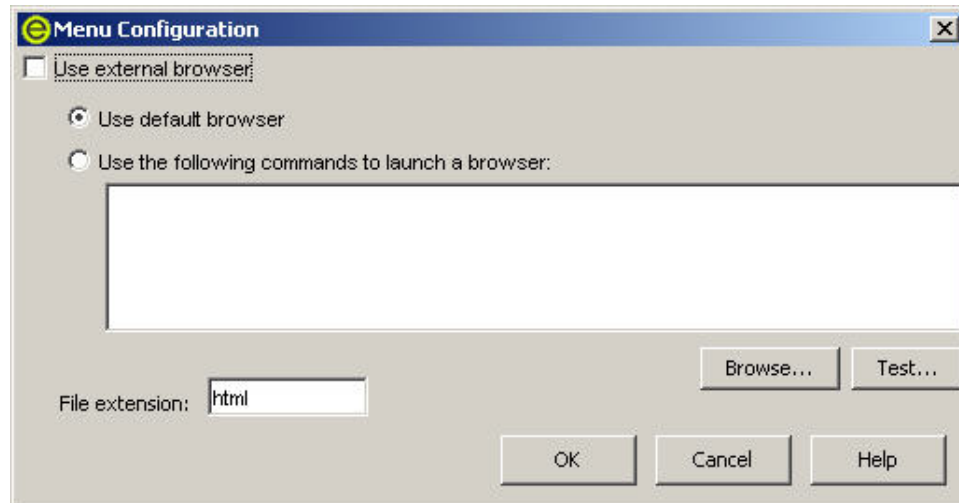 Menu Configuration
Use external browser
Use default browser
Use the following commands to launch a browser:
Browse... Test...
File extension: html
OK Cancel Help